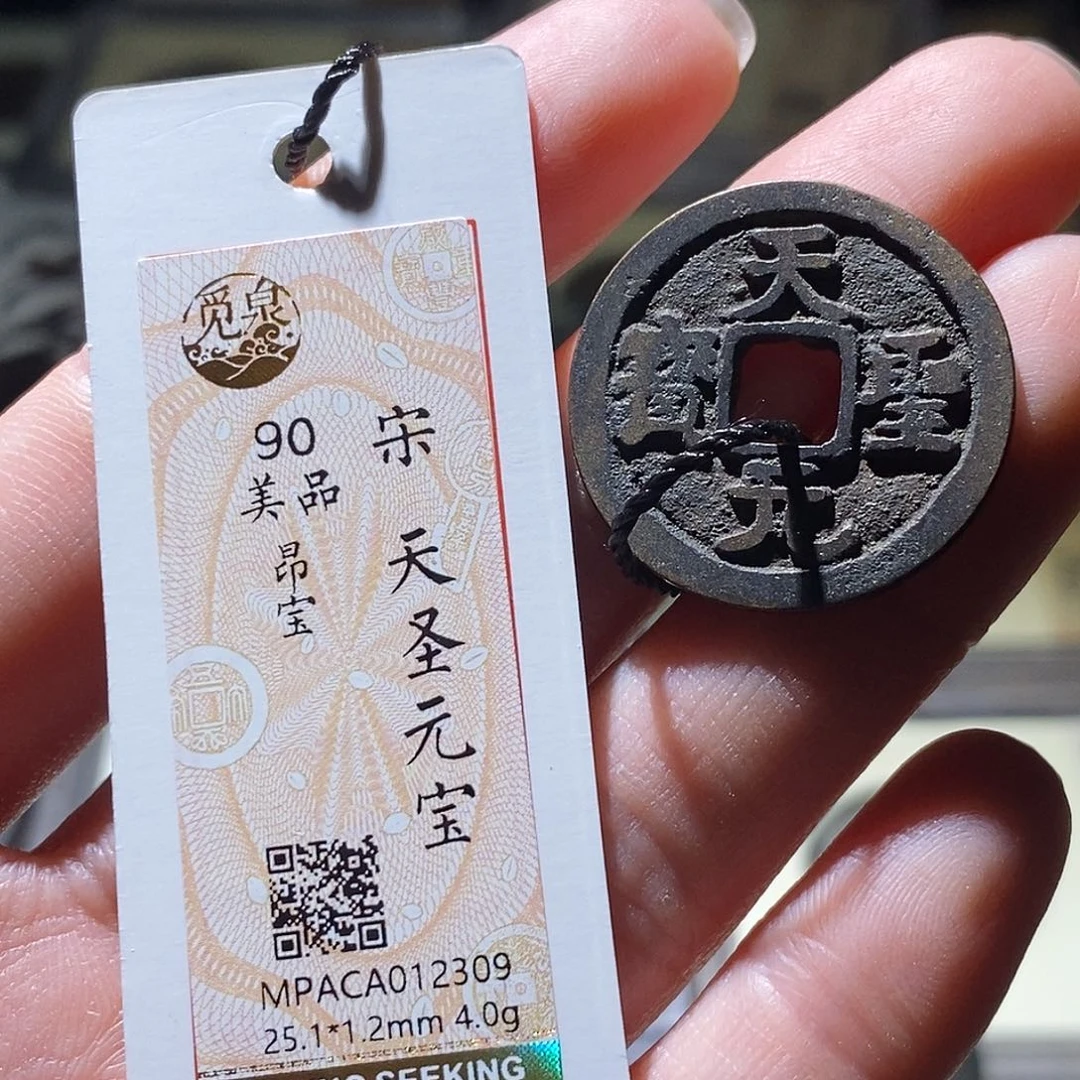 觅泉
宋 天圣元宝
90
美品
昂宝
MPACA012309
25.1*1.2mm 4.0g
SEEKING
天聖元寶